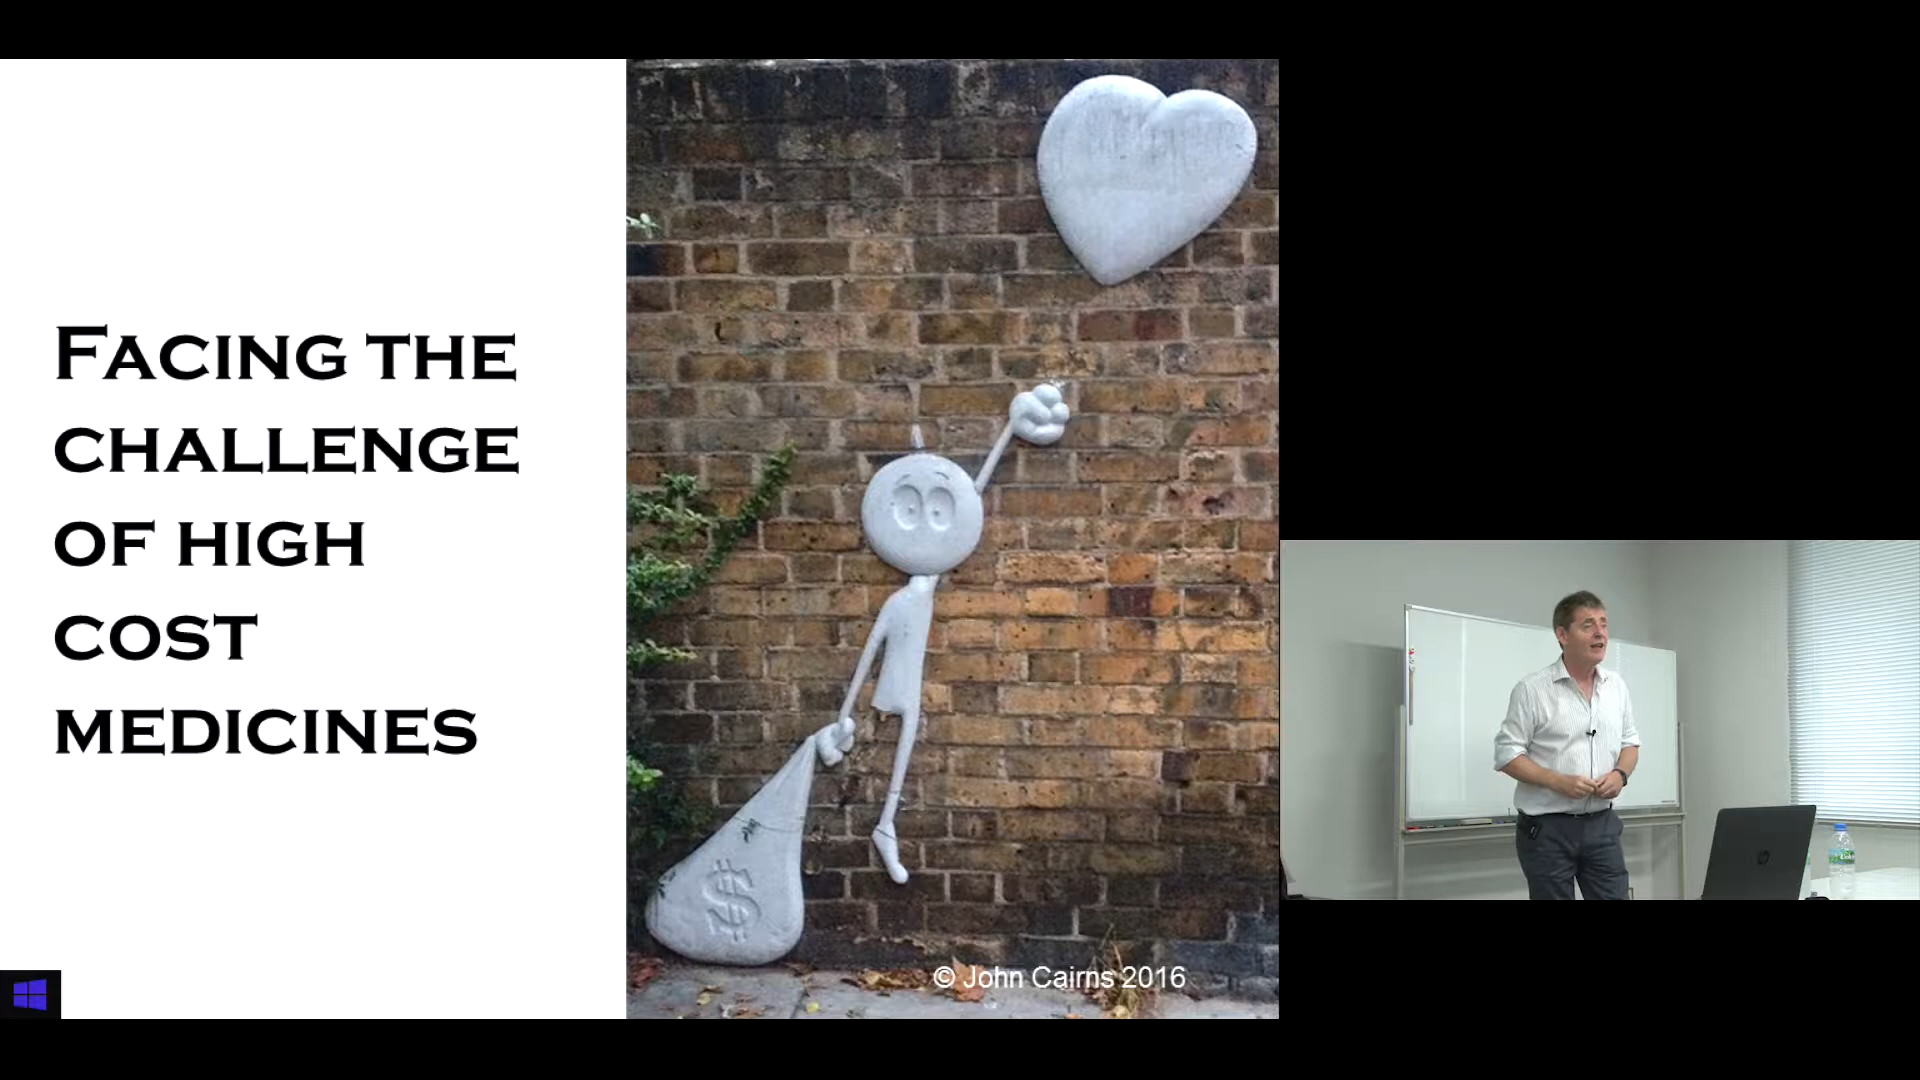 FACING THE
CHALLENGE
OF HIGH
COST
MEDICINES
$
© John Cairns 2016